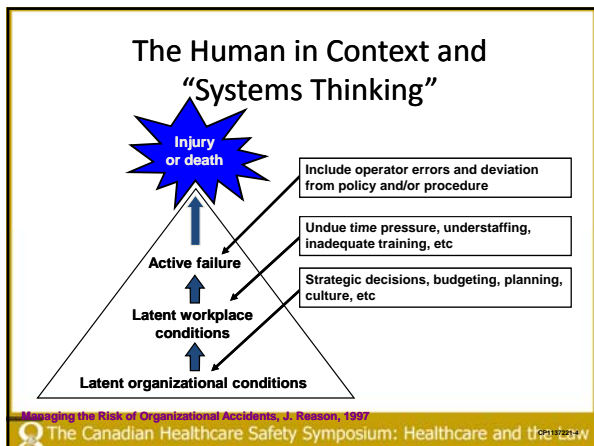 The Human in Context and
“Systems Thinking”
Injury
or death
Include operator errors and deviation
from policy and/or procedure
Undue time pressure, understaffing,
inadequate training, etc
Active failure
Strategic decisions, budgeting, planning,
culture, etc
Latent workplace
conditions
Latent organizational conditions
Managing the Risk of Organizational Accidents, J. Reason, 1997
The Canadian Healthcare Safety Symposium: Healthcare and the Law
CP1137221-4